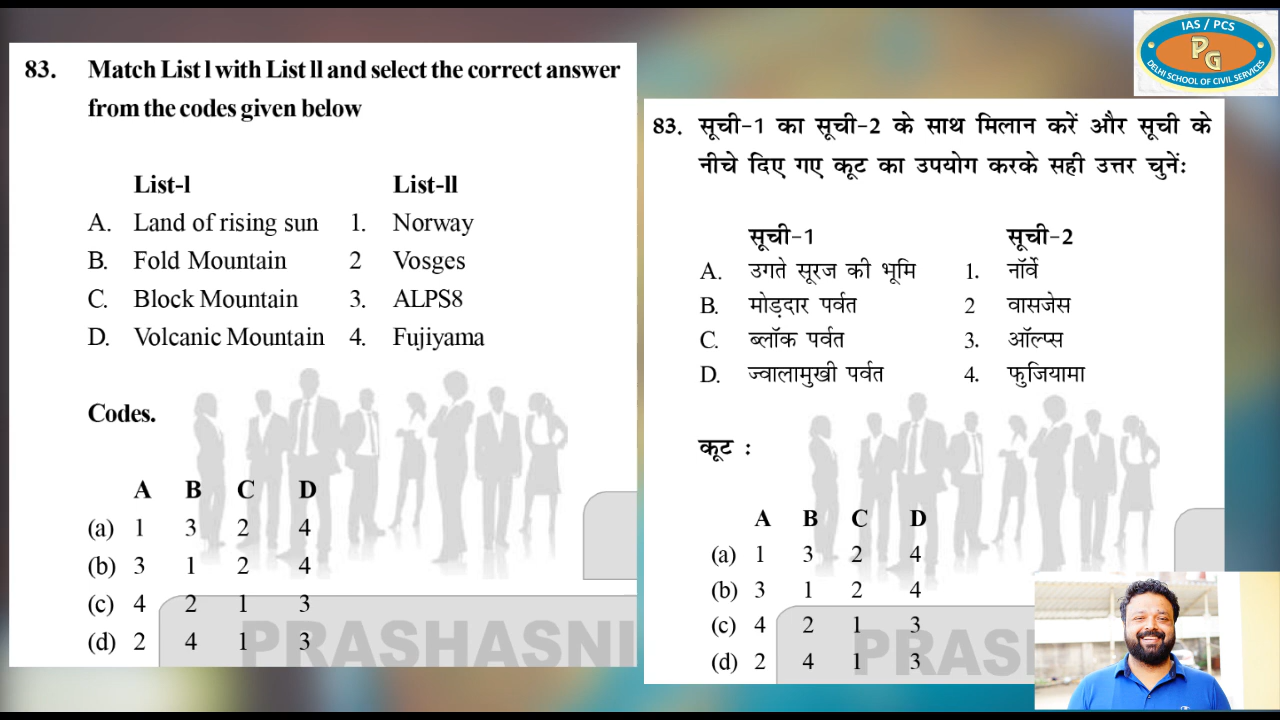 83. Match List l with List ll and select the correct answer
from the codes given below
List-l List-ll
A. Land of rising sun 1. Norway
B. Fold Mountain 2 Vosges
C. Block Mountain 3. ALPS8
D. Volcanic Mountain 4. Fujiyama
Codes.
A B C D
(a) 1 3 2 4
(b) 3 1 2 4
(c) 4 2 1 3
(d) 2 4 1 3
PRASHASNI
IAS / PCS
PG
DELHI SCHOOL OF CIVIL SERVICES
83. सूची-1 का सूची-2 के साथ मिलान करें और सूची के
नीचे दिए गए कूट का उपयोग करके सही उत्तर चुनें:
सूची-1 सूची-2
A. उगते सूरज की भूमि 1. नॉर्वे
B. मोड़दार पर्वत 2 वासजेस
C. ब्लॉक पर्वत 3. ऑल्प्स
D. ज्वालामुखी पर्वत 4. फुजियामा
कूट :
A B C D
(a) 1 3 2 4
(b) 3 1 2 4
(c) 4 2 1 3
(d) 2 4 1 3